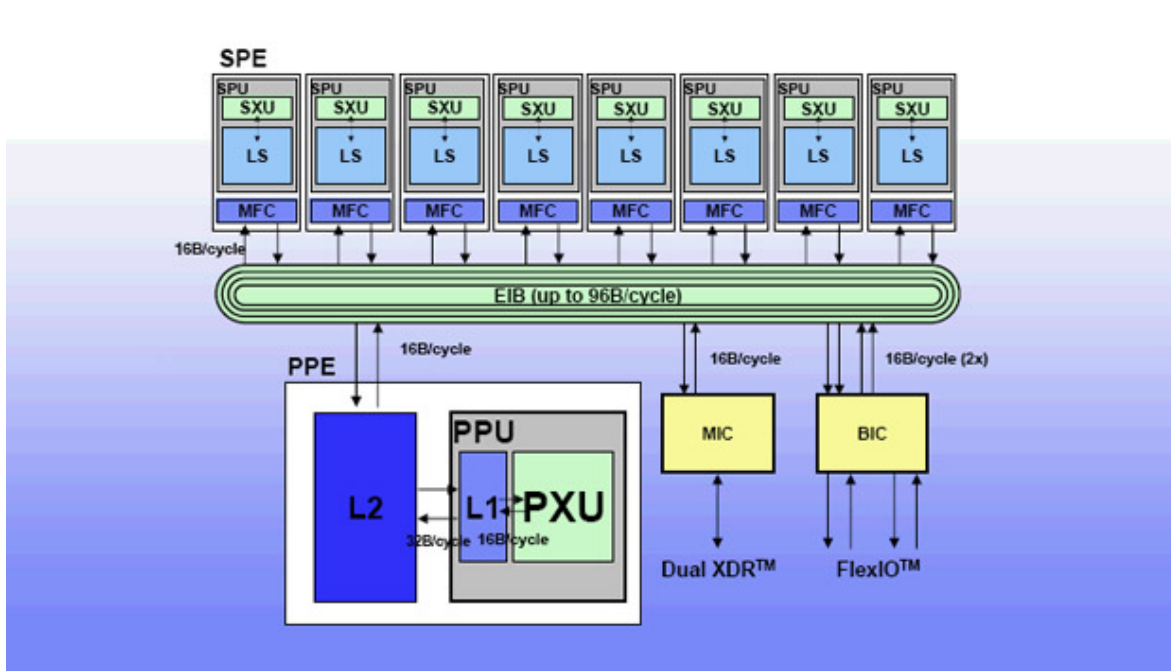 SPE
SPU SPU SPU SPU SPU SPU SPU SPU
SXU SXU SXU SXU SXU SXU SXU SXU
LS LS LS LS LS LS LS LS
MFC MFC MFC MFC MFC MFC MFC MFC
16B/cycle
EIB (up to 96B/cycle)
16B/cycle 16B/cycle 16B/cycle (2x)
PPE
PPU
MIC BIC
L2 L1 PXU
32B/cycle 16B/cycle
Dual XDR™ FlexIO™